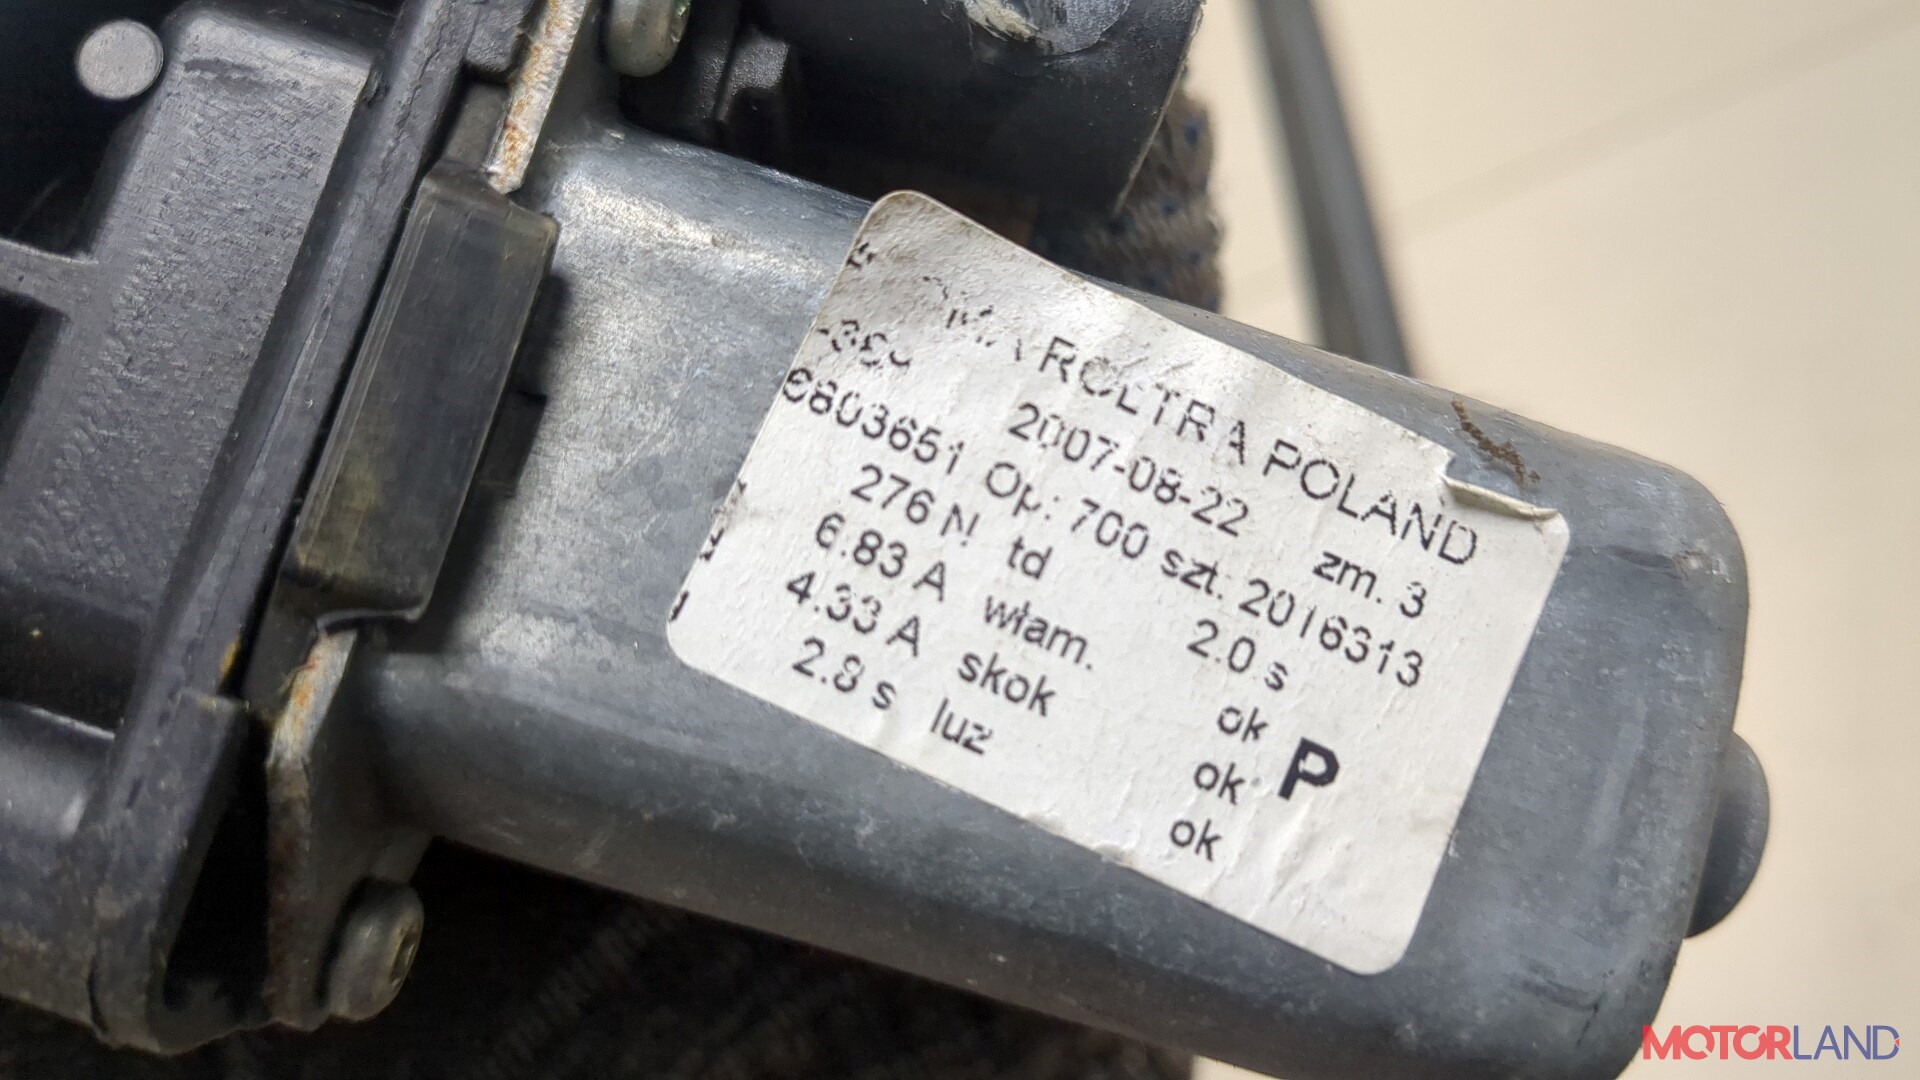 ROLTRA POLAND
2007-08-22 zm. 3
6803651 Op: 700 szt. 2016313
276 N td 2.0 s
6.83 A włam. ok
4.33 A skok ok P
2.8 s luz ok
MOTORLAND